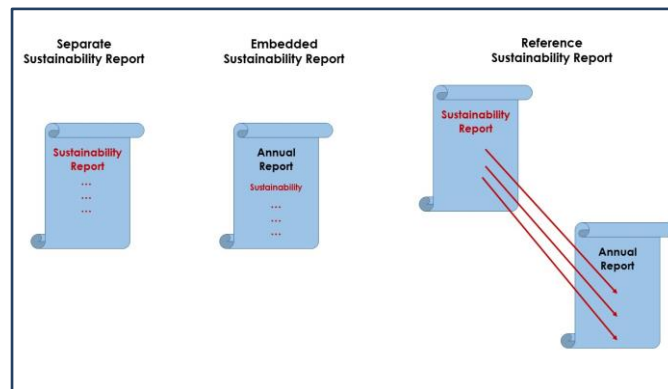 Separate
Sustainability Report
Sustainability
Report
...
...
...
Embedded
Sustainability Report
Annual
Report
Sustainability
...
...
...
Reference
Sustainability Report
Sustainability
Report
Annual
Report